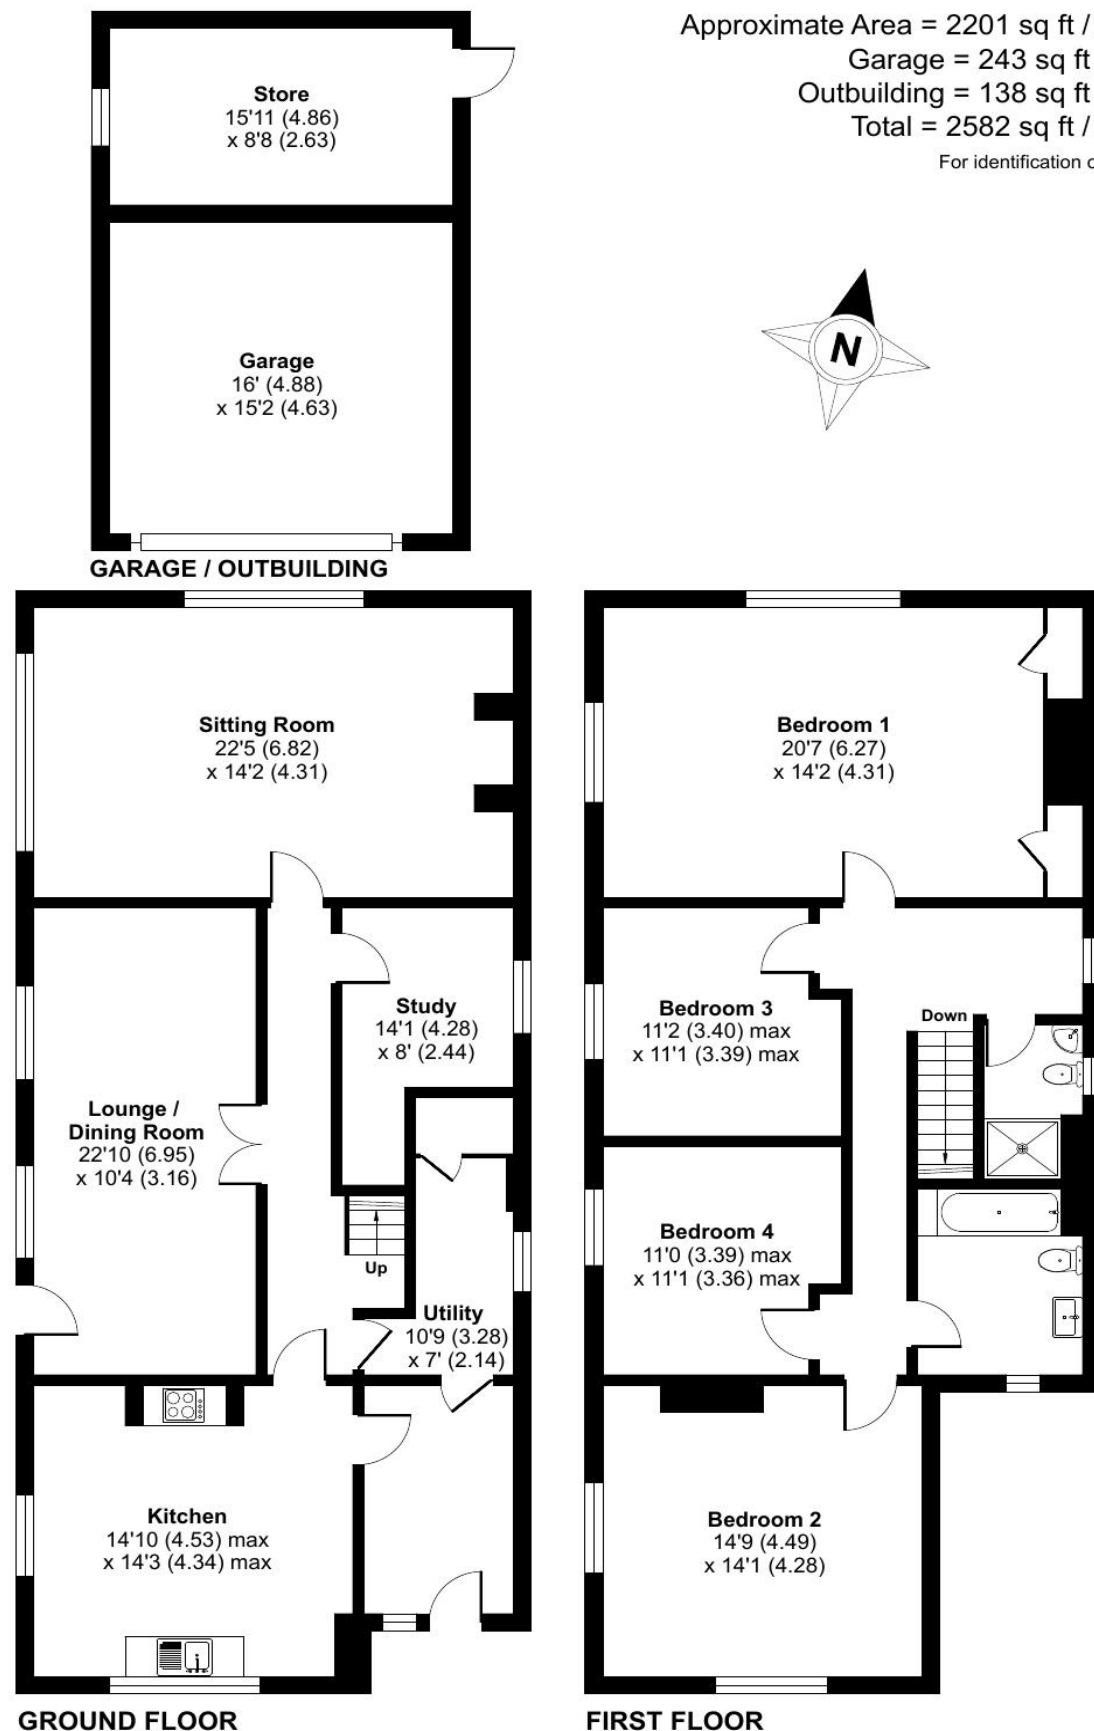 Approximate Area = 2201 sq ft /
Garage = 243 sq ft
Outbuilding = 138 sq ft
Total = 2582 sq ft /
For identification
Store
15'11 (4.86)
x 8'8 (2.63)
N
Garage
16' (4.88)
x 15'2 (4.63)
GARAGE / OUTBUILDING
Sitting Room
22'5 (6.82)
x 14'2 (4.31)
Study
14'1 (4.28)
x 8' (2.44)
Lounge /
Dining Room
22'10 (6.95)
x 10'4 (3.16)
Up
Utility
10'9 (3.28)
x 7' (2.14)
Kitchen
14'10 (4.53) max
x 14'3 (4.34) max
GROUND FLOOR
Bedroom 1
20'7 (6.27)
x 14'2 (4.31)
Bedroom 3
11'2 (3.40) max
x 11'1 (3.39) max
Down
Bedroom 4
11'0 (3.39) max
x 11'1 (3.36) max
Bedroom 2
14'9 (4.49)
x 14'1 (4.28)
FIRST FLOOR